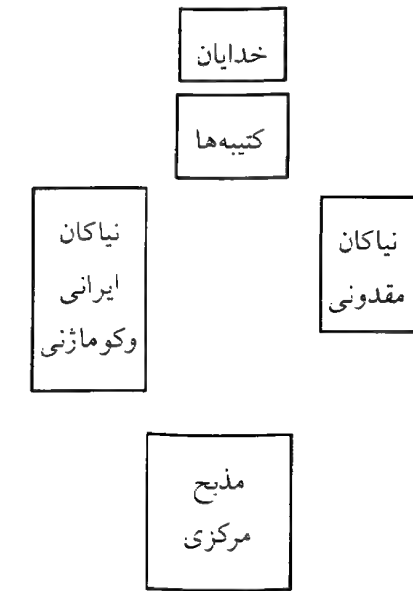 خدایان
کتیبه‌ها
نیاکان
مقدونی
نیاکان
ایرانی
وکوماژنی
مذبح
مرکزی